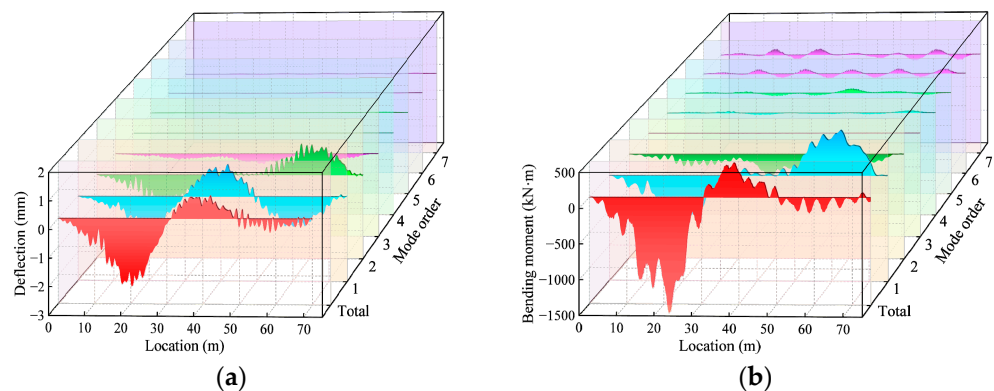 2
1
0
−1
−2
−3
Deflection (mm)
0 10 20 30 40 50 60 70
Location (m)
Total
1
2
3
4
5
6
7
Mode order
(a)
500
0
−500
−1000
−1500
Bending moment (kN·m)
0 10 20 30 40 50 60 70
Location (m)
Total
1
2
3
4
5
6
7
Mode order
(b)